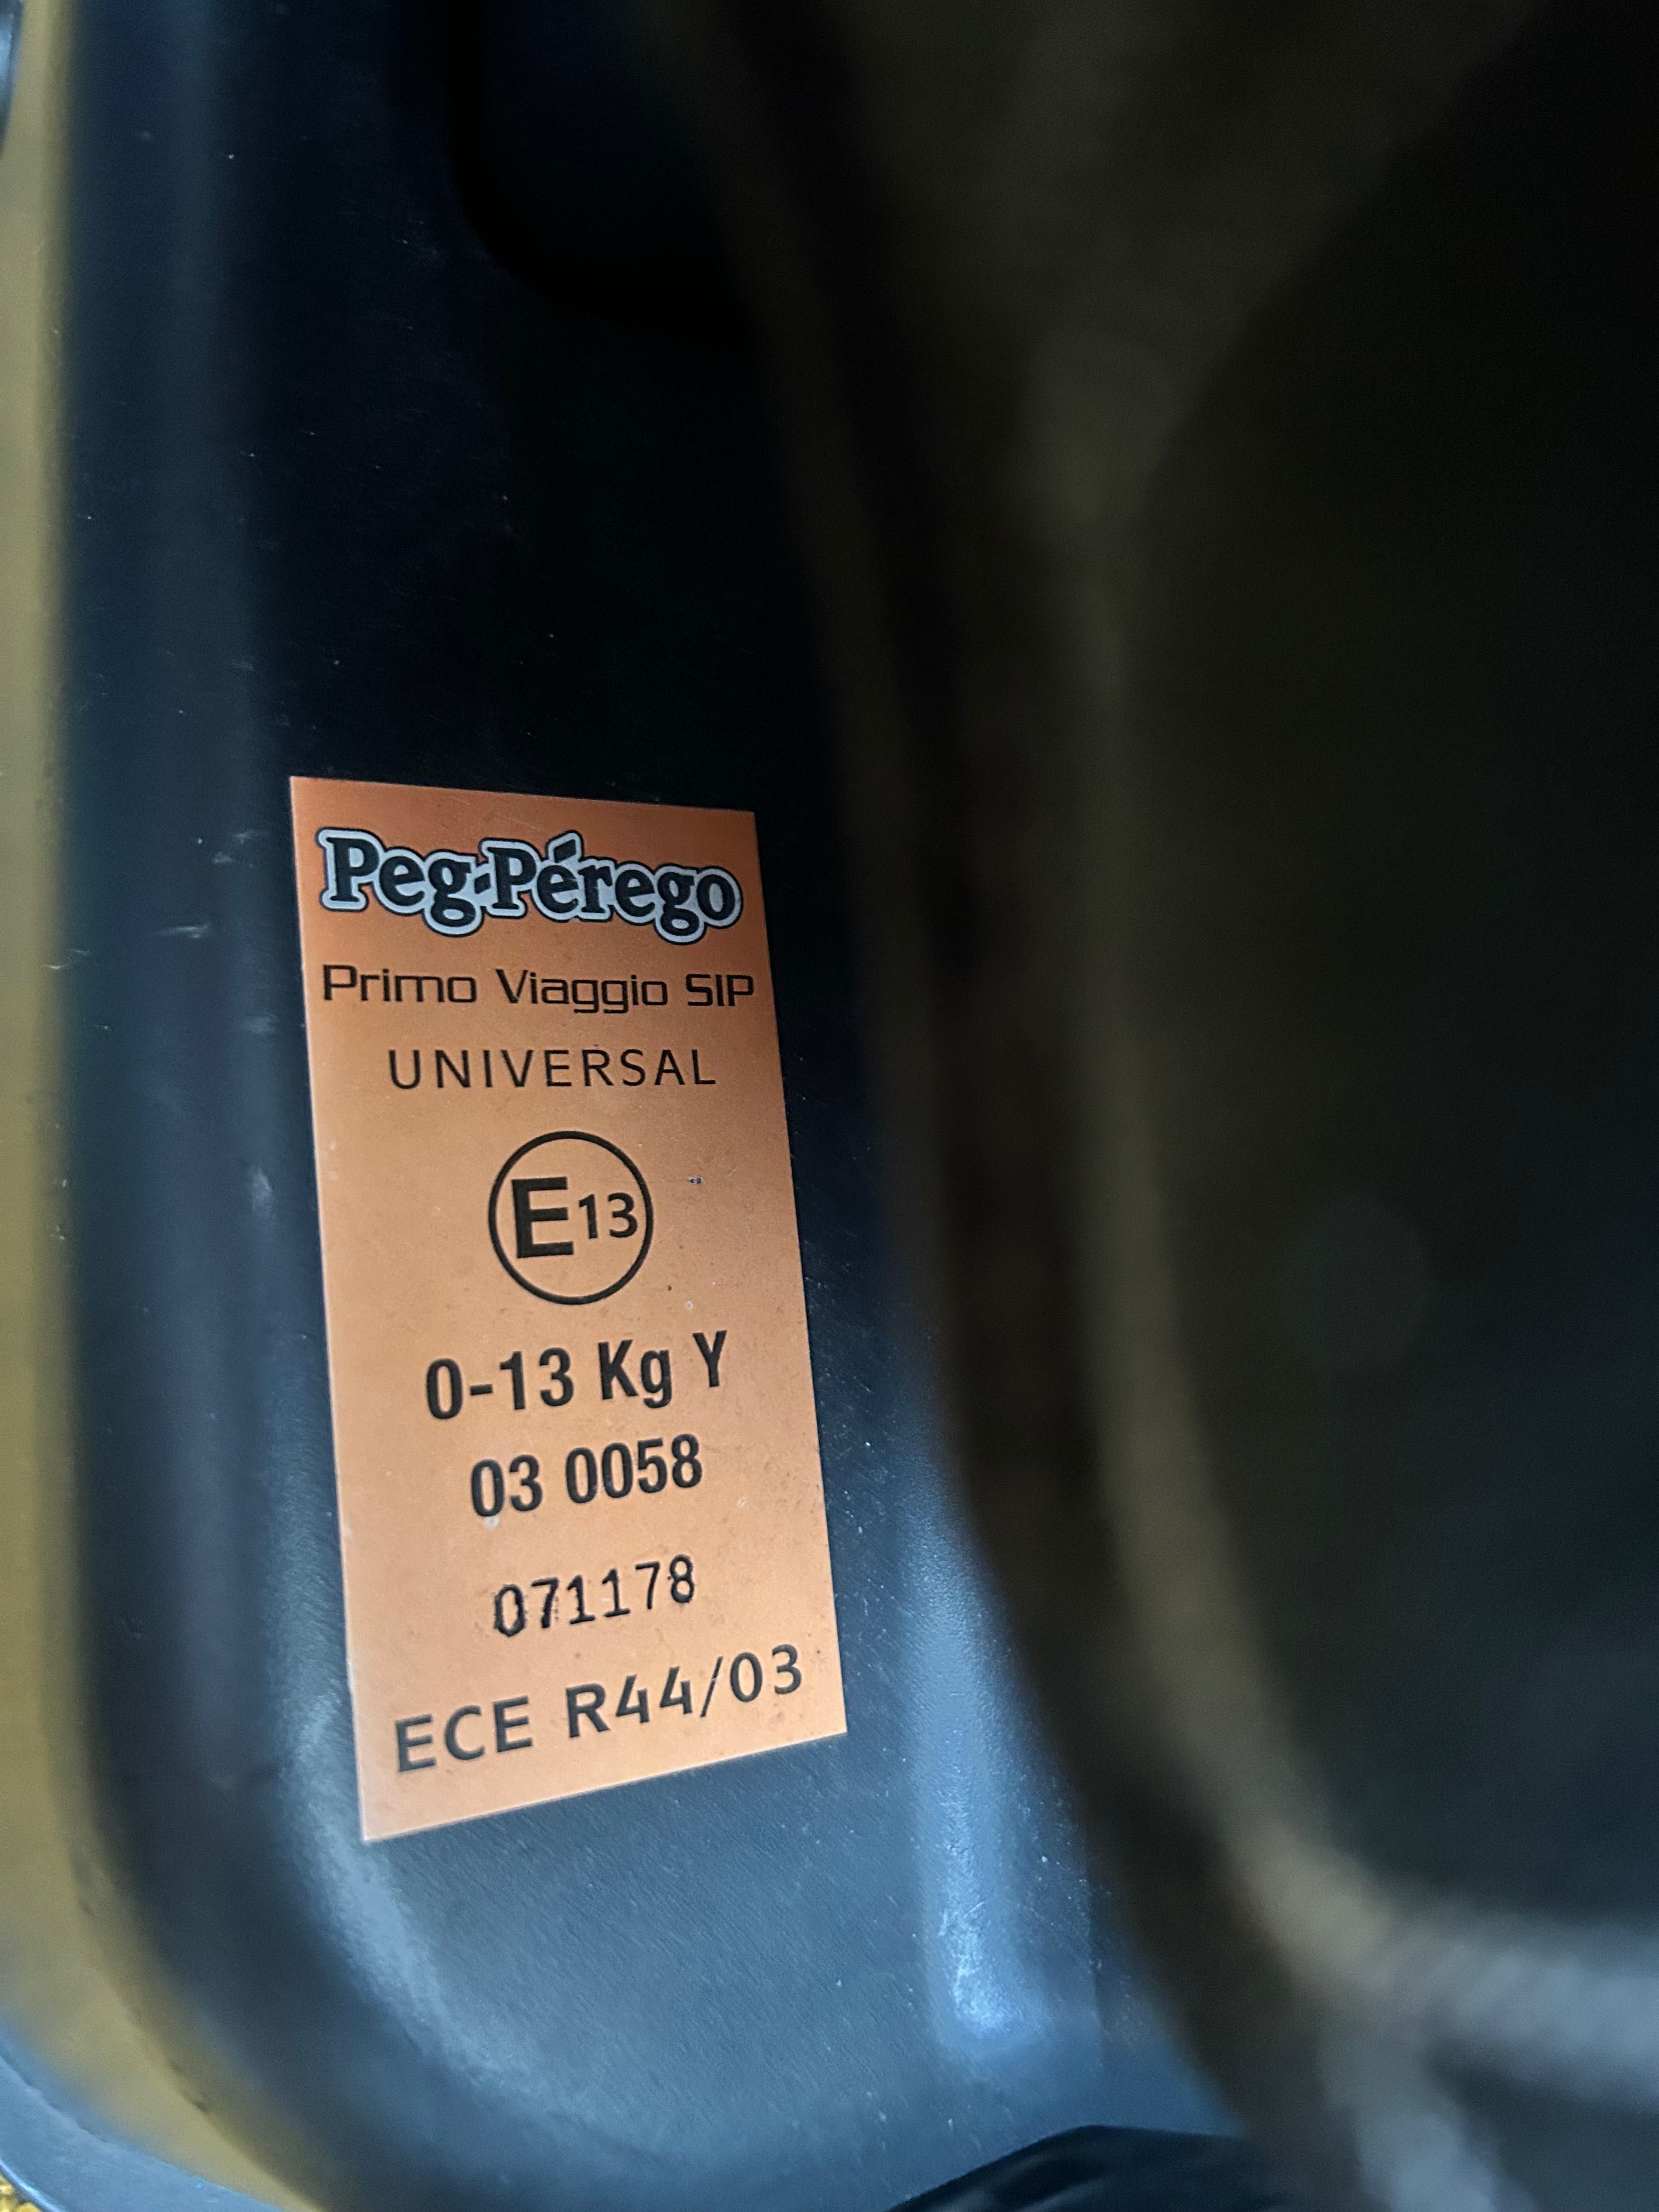 Peg-Pérego
Primo Viaggio SIP
UNIVERSAL
E13
0-13 Kg Y
03 0058
071178
ECE R44/03